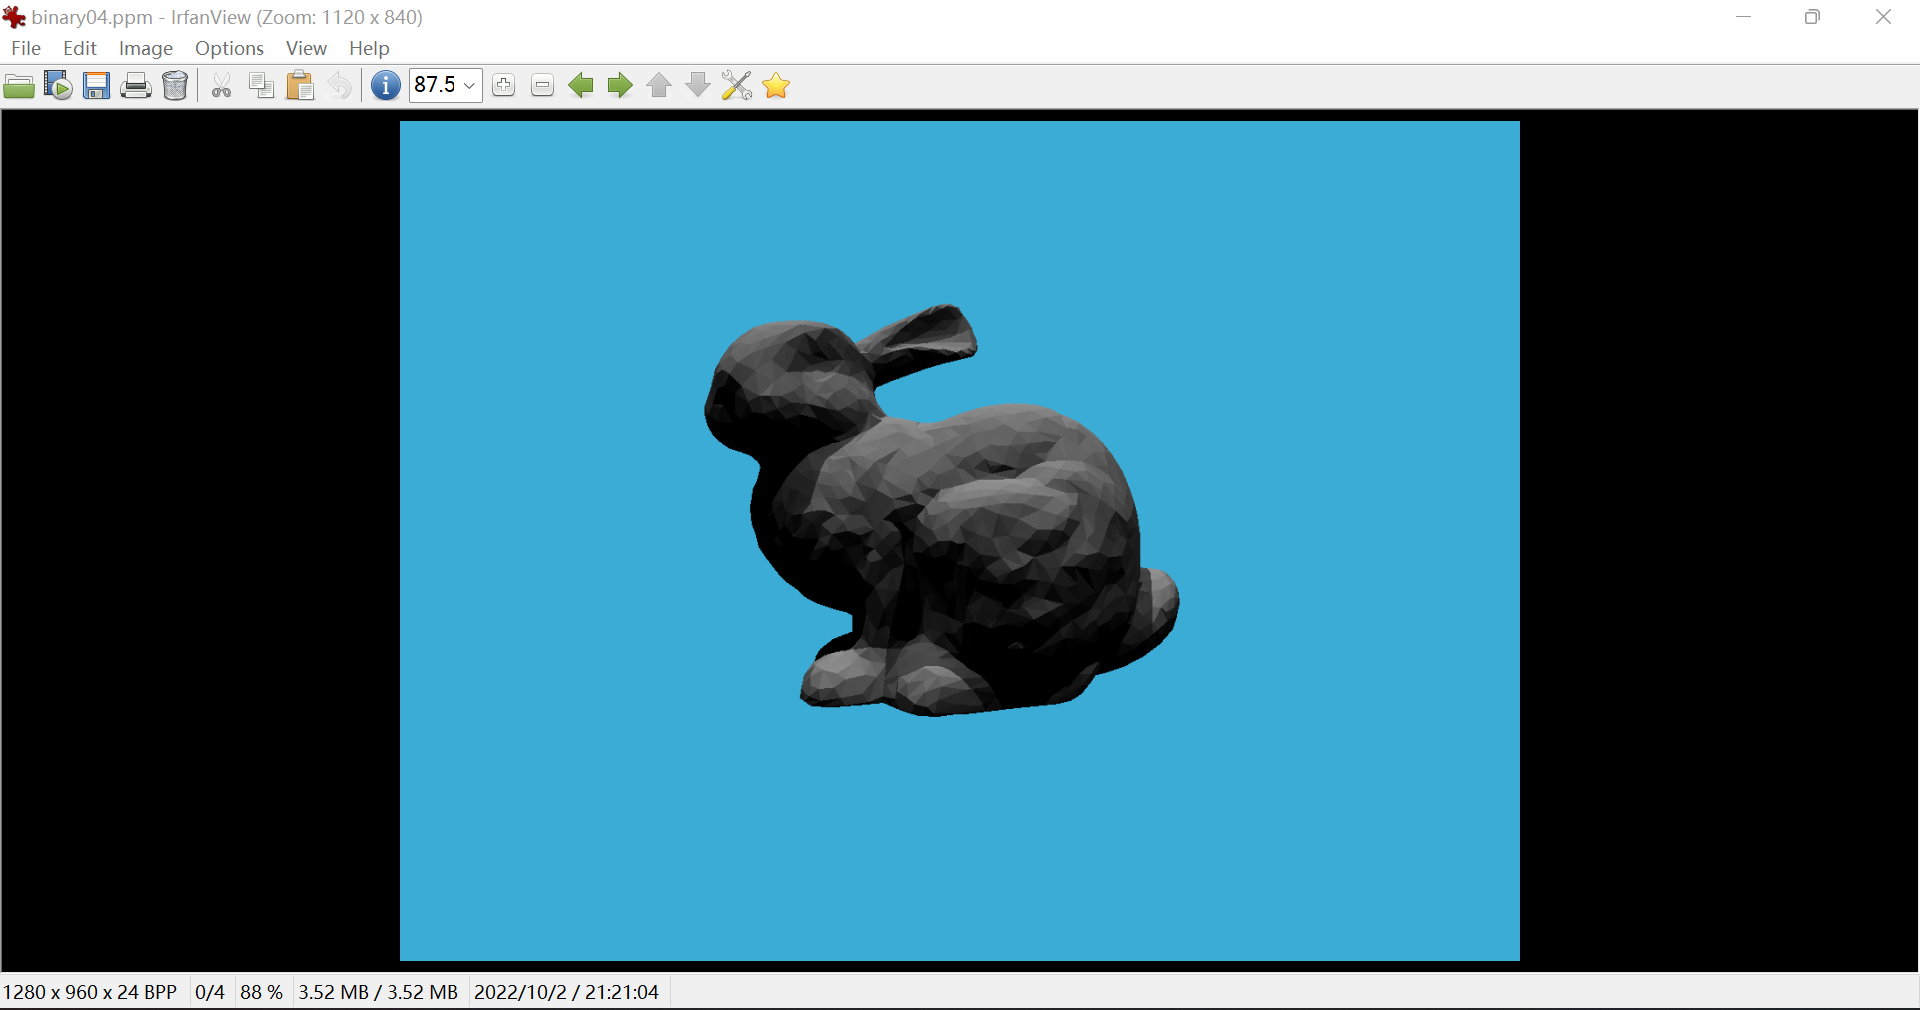 binary04.ppm - IrfanView (Zoom: 1120 x 840)
File Edit Image Options View Help
87.5
1280 x 960 x 24 BPP 0/4 88 % 3.52 MB / 3.52 MB 2022/10/2 / 21:21:04